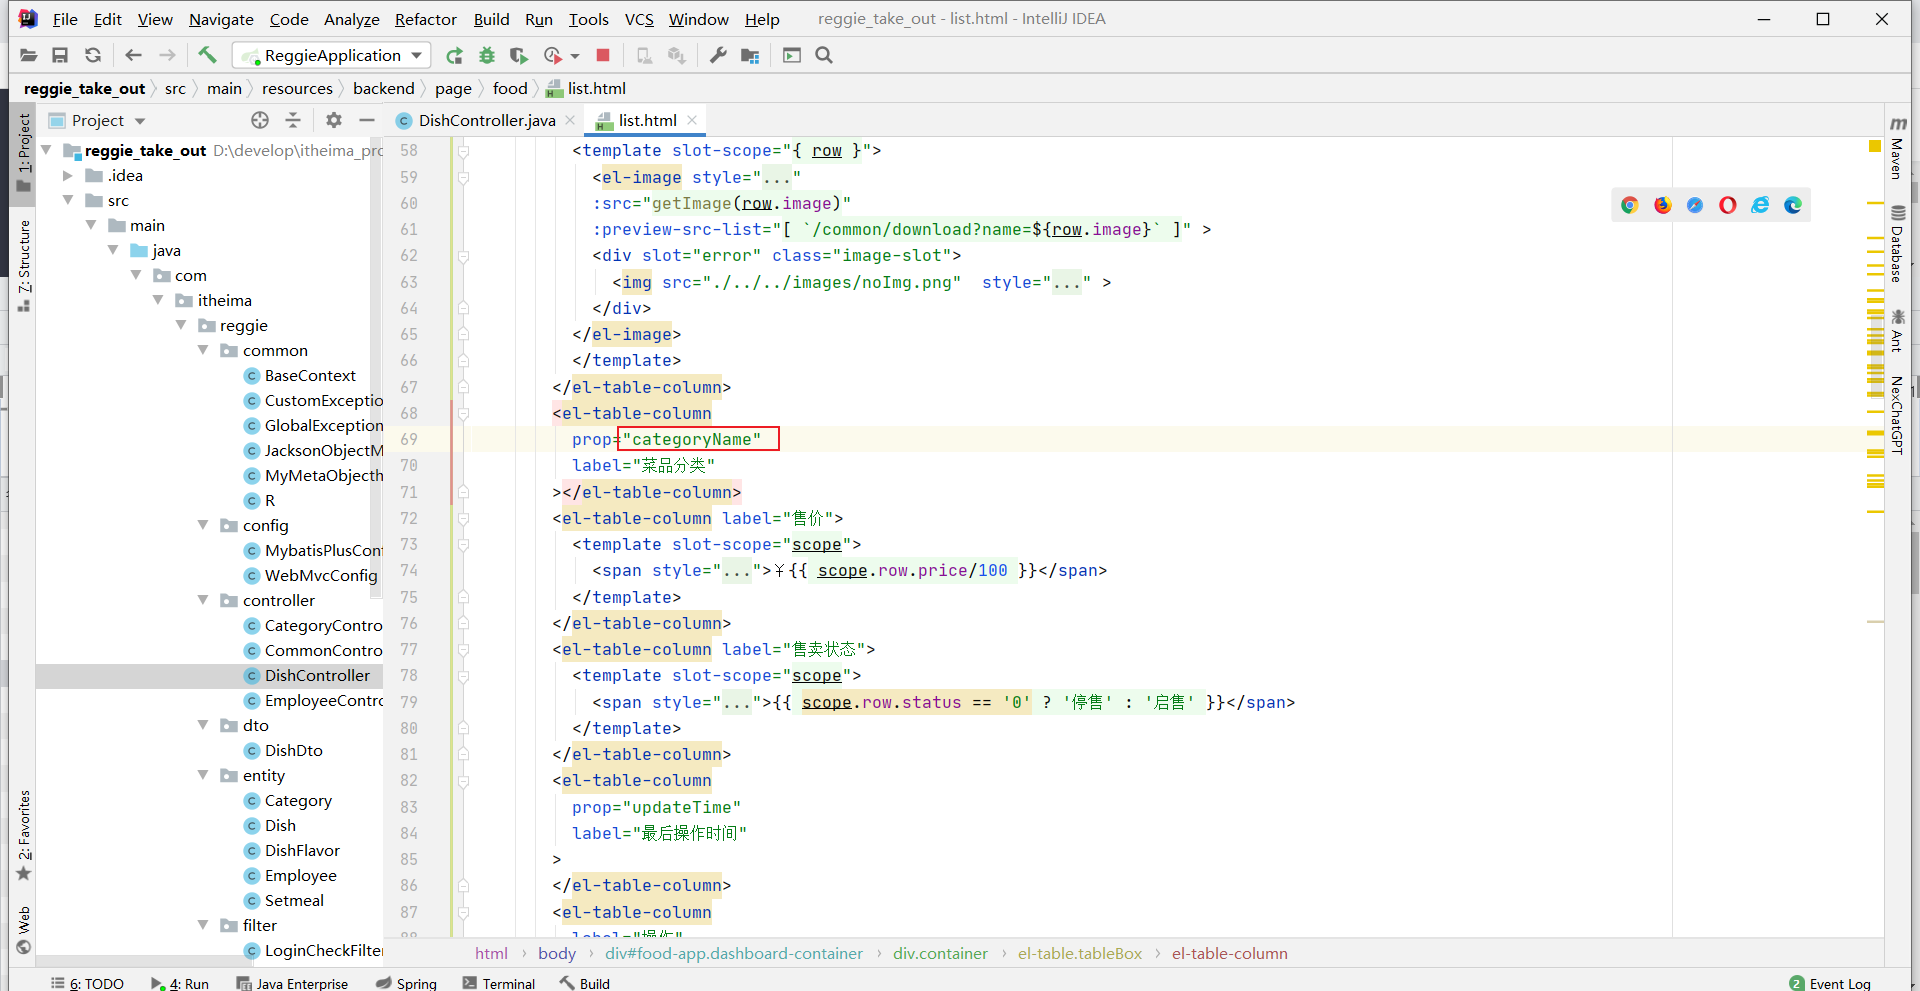 File Edit View Navigate Code Analyze Refactor Build Run Tools VCS Window Help reggie_take_out - list.html - IntelliJ IDEA
ReggieApplication
reggie_take_out src main resources backend page food list.html
Project
DishController.java
list.html
1: Project
Z: Structure
2: Favorites
Web
reggie_take_out D:\develop\itheima_pro
.idea
src
main
java
com
itheima
reggie
common
BaseContext
CustomExceptio
GlobalException
JacksonObjectM
MyMetaObjecth
R
config
MybatisPlusConf
WebMvcConfig
controller
CategoryContro
CommonContro
DishController
EmployeeContro
dto
DishDto
entity
Category
Dish
DishFlavor
Employee
Setmeal
filter
LoginCheckFilter
58 <template slot-scope="{ row }">
59 <el-image style="..."
60 :src="getImage(row.image)"
61 :preview-src-list="[ `/common/download?name=${row.image}` ]" >
62 <div slot="error" class="image-slot">
63 <img src="./../../images/noImg.png" style="..." >
64 </div>
65 </el-image>
66 </template>
67 </el-table-column>
68 <el-table-column
69 prop="categoryName"
70 label="菜品分类"
71 ></el-table-column>
72 <el-table-column label="售价">
73 <template slot-scope="scope">
74 <span style="...">¥{{ scope.row.price/100 }}</span>
75 </template>
76 </el-table-column>
77 <el-table-column label="售卖状态">
78 <template slot-scope="scope">
79 <span style="...">{{ scope.row.status == '0' ? '停售' : '启售' }}</span>
80 </template>
81 </el-table-column>
82 <el-table-column
83 prop="updateTime"
84 label="最后操作时间"
85 >
86 </el-table-column>
87 <el-table-column
88 label="操作"
Maven
Database
Ant
NexChatGPT
html › body › div#food-app.dashboard-container › div.container › el-table.tableBox › el-table-column
6: TODO 4: Run Java Enterprise Spring Terminal Build 2 Event Log